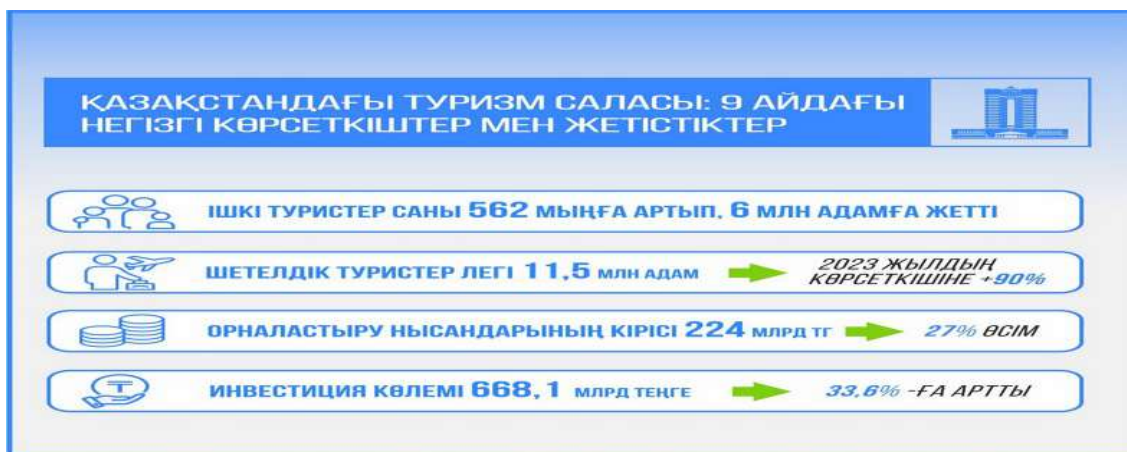 ҚАЗАҚСТАНДАҒЫ ТУРИЗМ САЛАСЫ: 9 АЙДАҒЫ
НЕГІЗГІ КӨРСЕТКІШТЕР МЕН ЖЕТІСТІКТЕР
ІШКІ ТУРИСТЕР САНЫ 562 МЫҢҒА АРТЫП, 6 МЛН АДАМҒА ЖЕТТІ
ШЕТЕЛДІК ТУРИСТЕР ЛЕГІ 11,5 МЛН АДАМ
2023 ЖЫЛДЫҢ
КӨРСЕТКІШІНЕ +90%
ОРНАЛАСТЫРУ НЫСАНДАРЫНЫҢ КІРІСІ 224 МЛРД ТГ
27% ӨСІМ
ИНВЕСТИЦИЯ КӨЛЕМІ 668,1 МЛРД ТЕҢГЕ
33,6% -ҒА АРТТЫ